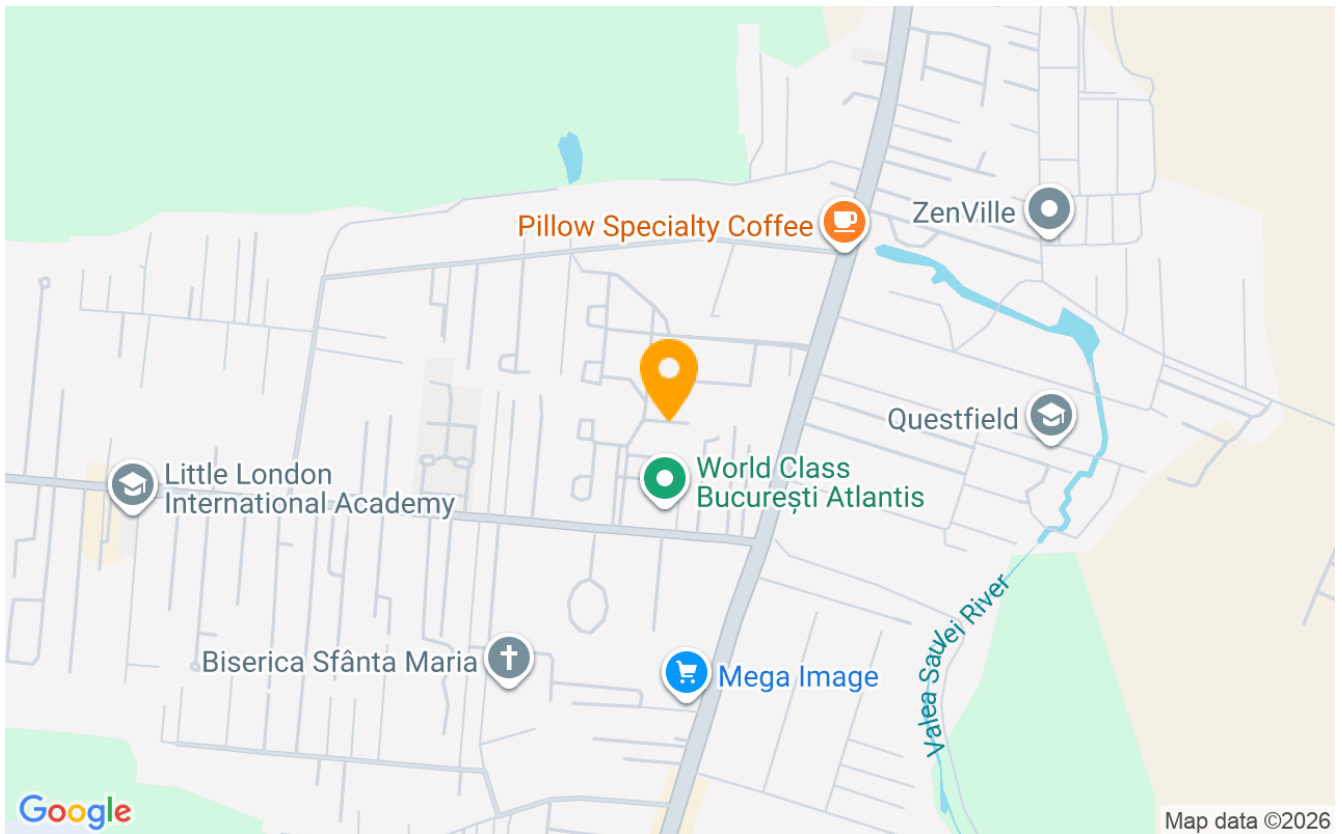 ZenVille
Pillow Specialty Coffee
Questfield
World Class
București Atlantis
Little London
International Academy
Valea Saulei River
Biserica Sfânta Maria
Mega Image
Google
Map data ©2026